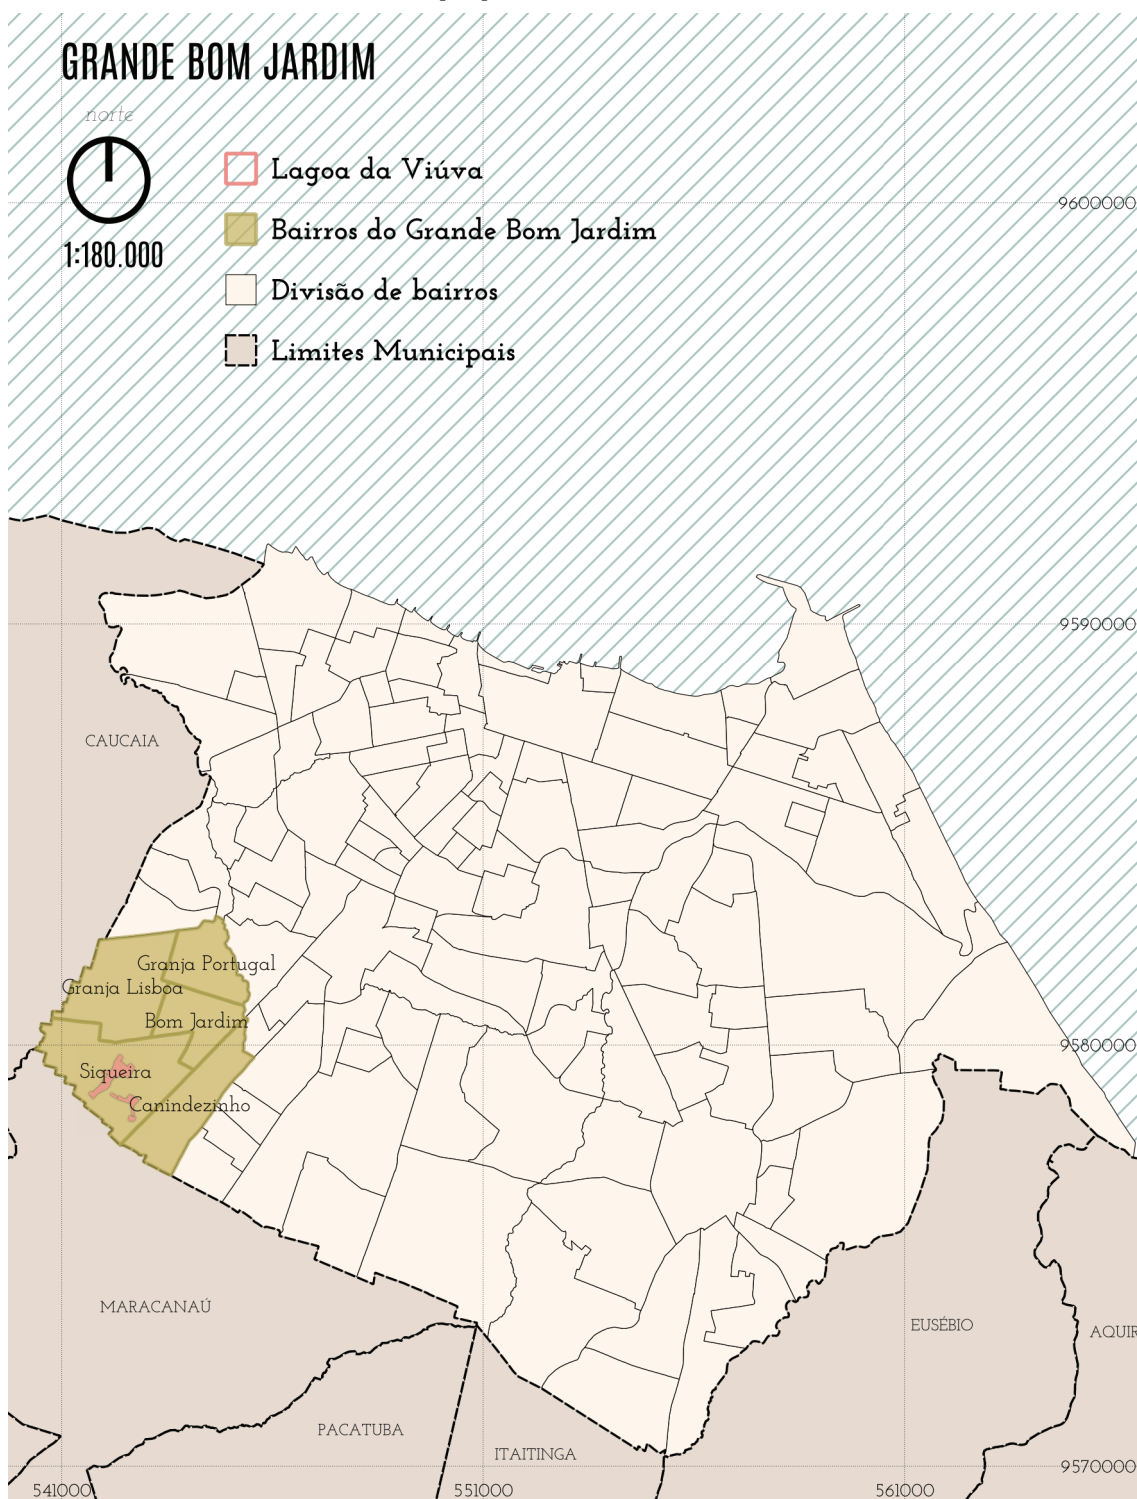 GRANDE BOM JARDIM
norte
1:180.000
Lagoa da Viúva
Bairros do Grande Bom Jardim
Divisão de bairros
Limites Municipais
9600000
9590000
CAUCAIA
Granja Portugal
Granja Lisboa
Bom Jardim
9580000
Siqueira
Canindezinho
MARACANAÚ
EUSÉBIO
AQUIR
PACATUBA
ITAITINGA
9570000
541000
551000
561000